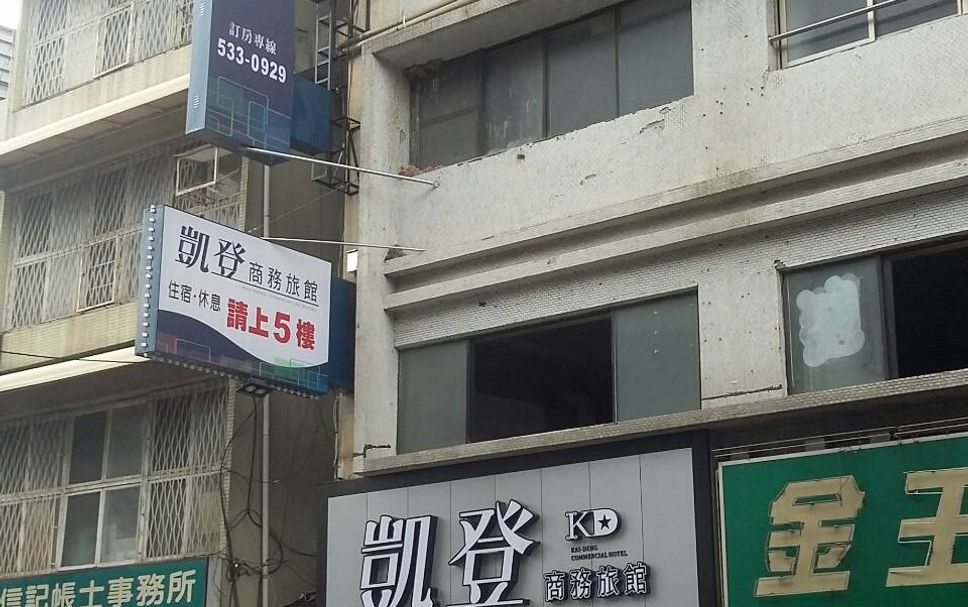 訂房專線
533-0929
凱登商務旅館
住宿·休息 請上5樓
凱登
KD
KAI-DENG
COMMERCIAL HOTEL
商務旅館
金王
信記帳士事務所